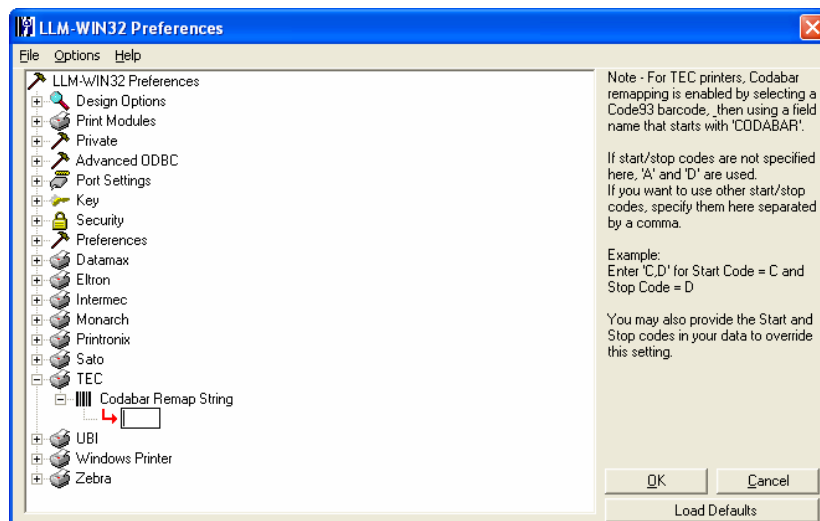 LLM-WIN32 Preferences
File Options Help
LLM-WIN32 Preferences
Design Options
Print Modules
Private
Advanced ODBC
Port Settings
Key
Security
Preferences
Datamax
Eltron
Intermec
Monarch
Printronix
Sato
TEC
Codabar Remap String
UBI
Windows Printer
Zebra
Note - For TEC printers, Codabar
remapping is enabled by selecting a
Code93 barcode, ,then using a field
name that starts with 'CODABAR'.
If start/stop codes are not specified
here, 'A' and 'D' are used.
If you want to use other start/stop
codes, specify them here separated
by a comma.
Example:
Enter 'C,D' for Start Code = C and
Stop Code = D
You may also provide the Start and
Stop codes in your data to override
this setting.
OK Cancel
Load Defaults